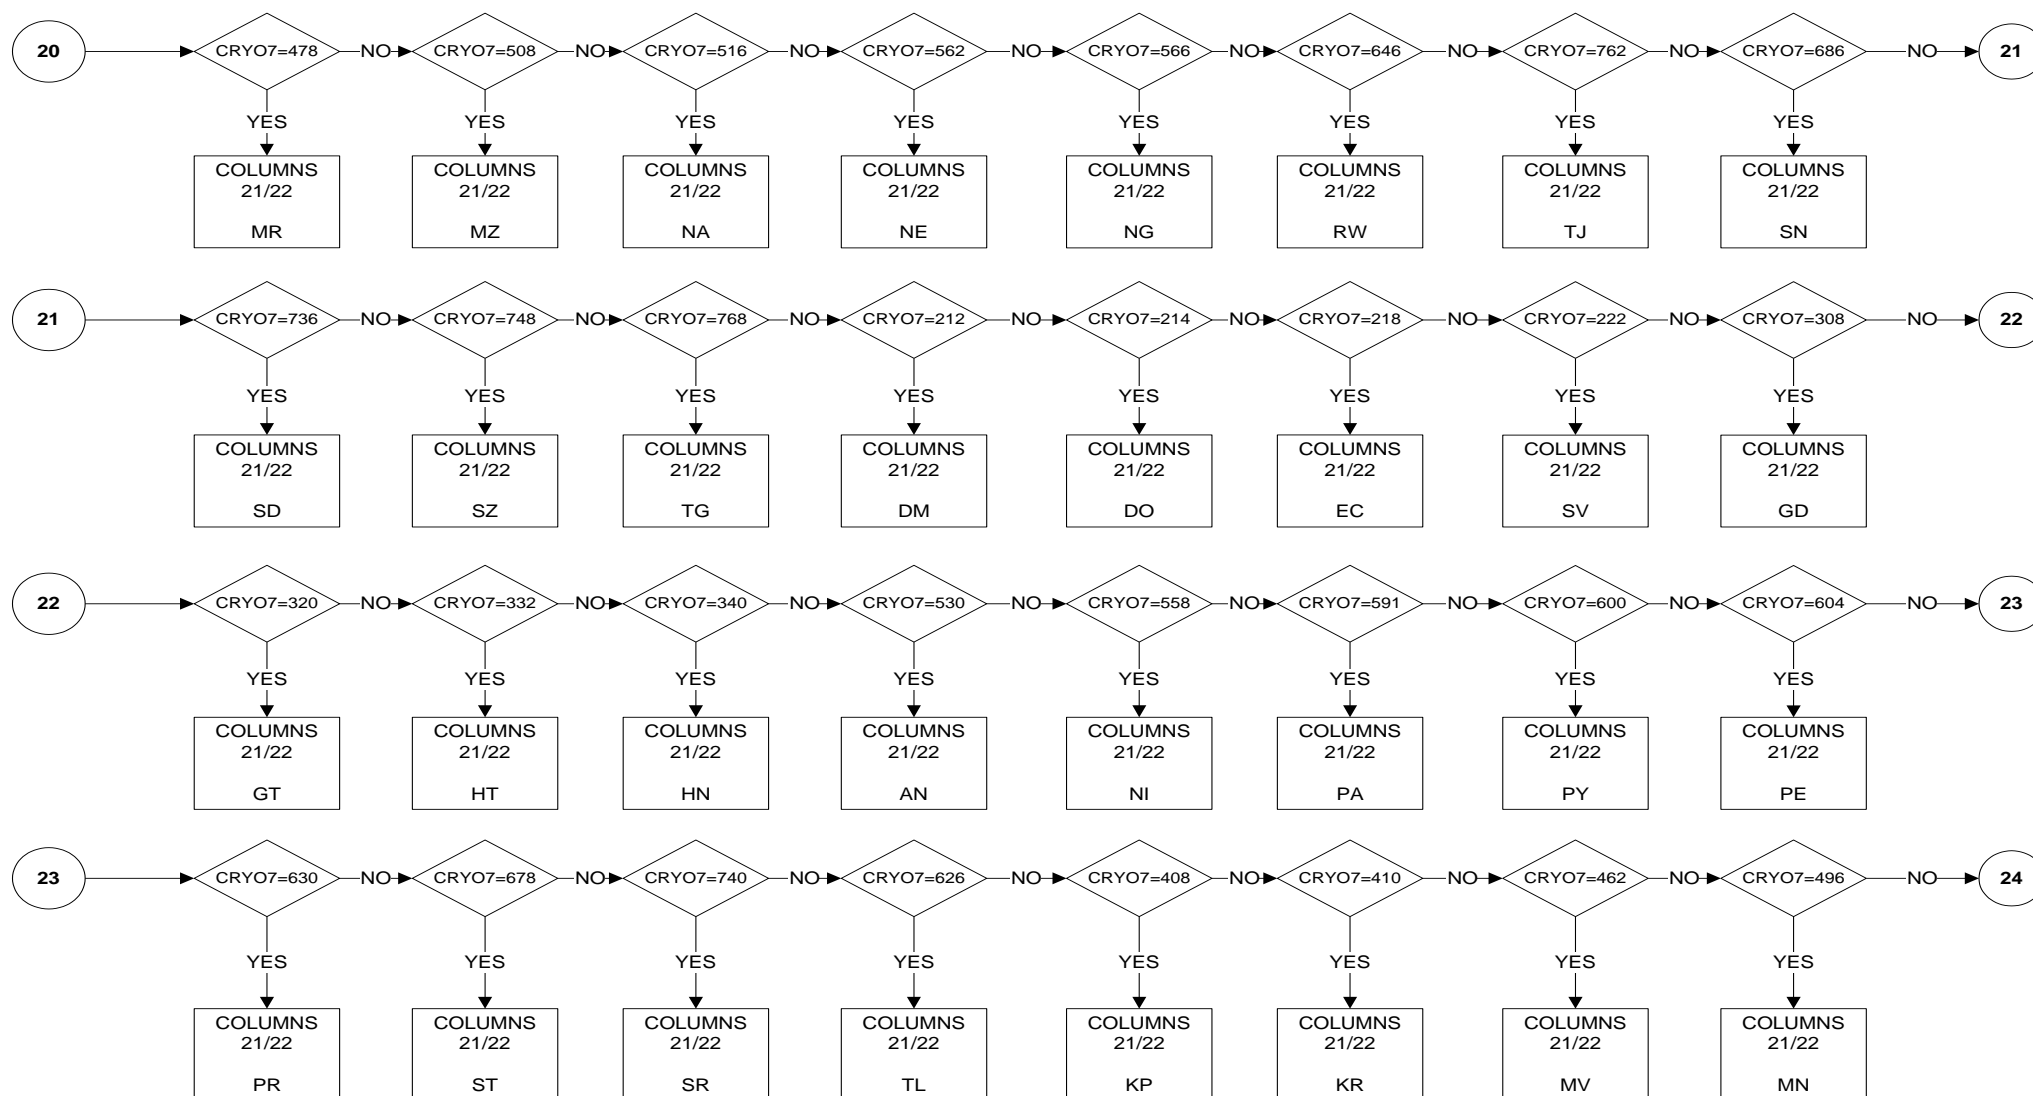 20 CRYO7=478 NO CRYO7=508 NO CRYO7=516 NO CRYO7=562 NO CRYO7=566 NO CRYO7=646 NO CRYO7=762 NO CRYO7=686 NO 21
YES YES YES YES YES YES YES YES
COLUMNS COLUMNS COLUMNS COLUMNS COLUMNS COLUMNS COLUMNS COLUMNS
21/22 21/22 21/22 21/22 21/22 21/22 21/22 21/22
MR MZ NA NE NG RW TJ SN
21 CRYO7=736 NO CRYO7=748 NO CRYO7=768 NO CRYO7=212 NO CRYO7=214 NO CRYO7=218 NO CRYO7=222 NO CRYO7=308 NO 22
YES YES YES YES YES YES YES YES
COLUMNS COLUMNS COLUMNS COLUMNS COLUMNS COLUMNS COLUMNS COLUMNS
21/22 21/22 21/22 21/22 21/22 21/22 21/22 21/22
SD SZ TG DM DO EC SV GD
22 CRYO7=320 NO CRYO7=332 NO CRYO7=340 NO CRYO7=530 NO CRYO7=558 NO CRYO7=591 NO CRYO7=600 NO CRYO7=604 NO 23
YES YES YES YES YES YES YES YES
COLUMNS COLUMNS COLUMNS COLUMNS COLUMNS COLUMNS COLUMNS COLUMNS
21/22 21/22 21/22 21/22 21/22 21/22 21/22 21/22
GT HT HN AN NI PA PY PE
23 CRYO7=630 NO CRYO7=678 NO CRYO7=740 NO CRYO7=626 NO CRYO7=408 NO CRYO7=410 NO CRYO7=462 NO CRYO7=496 NO 24
YES YES YES YES YES YES YES YES
COLUMNS COLUMNS COLUMNS COLUMNS COLUMNS COLUMNS COLUMNS COLUMNS
21/22 21/22 21/22 21/22 21/22 21/22 21/22 21/22
PR ST SR TL KP KR MV MN